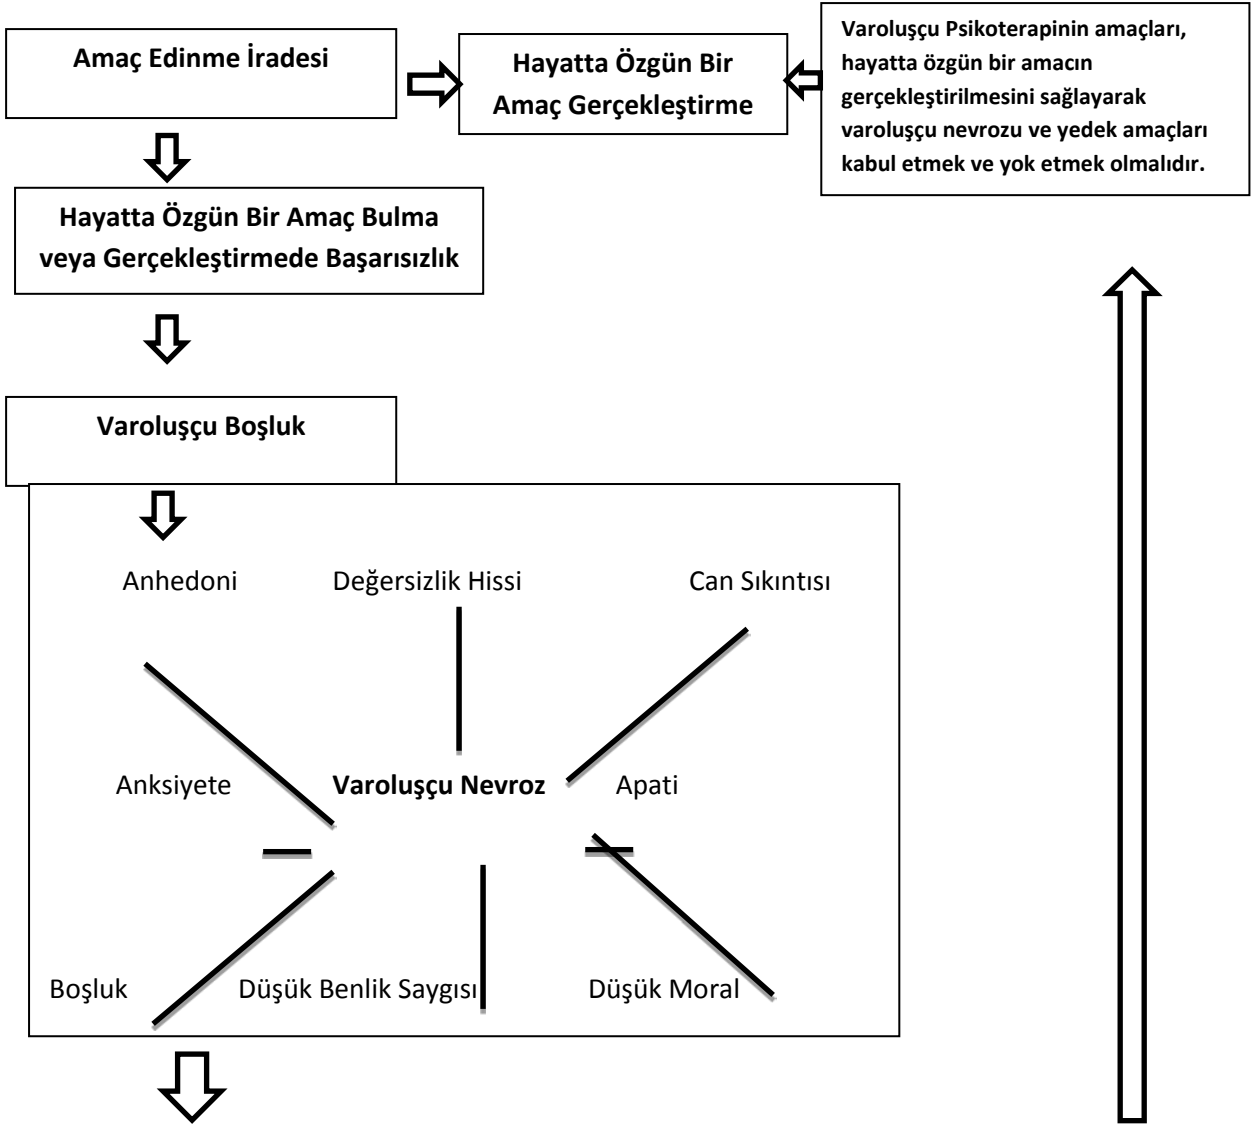 Amaç Edinme İradesi
Hayatta Özgün Bir
Amaç Gerçekleştirme
Varoluşçu Psikoterapinin amaçları,
hayatta özgün bir amacın
gerçekleştirilmesini sağlayarak
varoluşçu nevrozu ve yedek amaçları
kabul etmek ve yok etmek olmalıdır.
Hayatta Özgün Bir Amaç Bulma
veya Gerçekleştirmede Başarısızlık
Varoluşçu Boşluk
Anhedoni Değersizlik Hissi Can Sıkıntısı
Anksiyete Varoluşçu Nevroz Apati
Boşluk Düşük Benlik Saygısı Düşük Moral